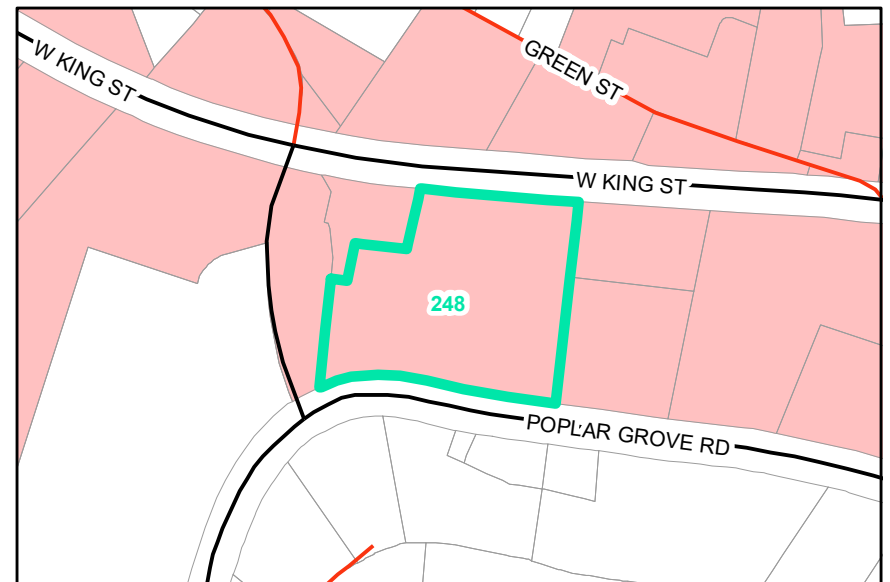 W KING ST
GREEN ST
W KING ST
248
POPLAR GROVE RD